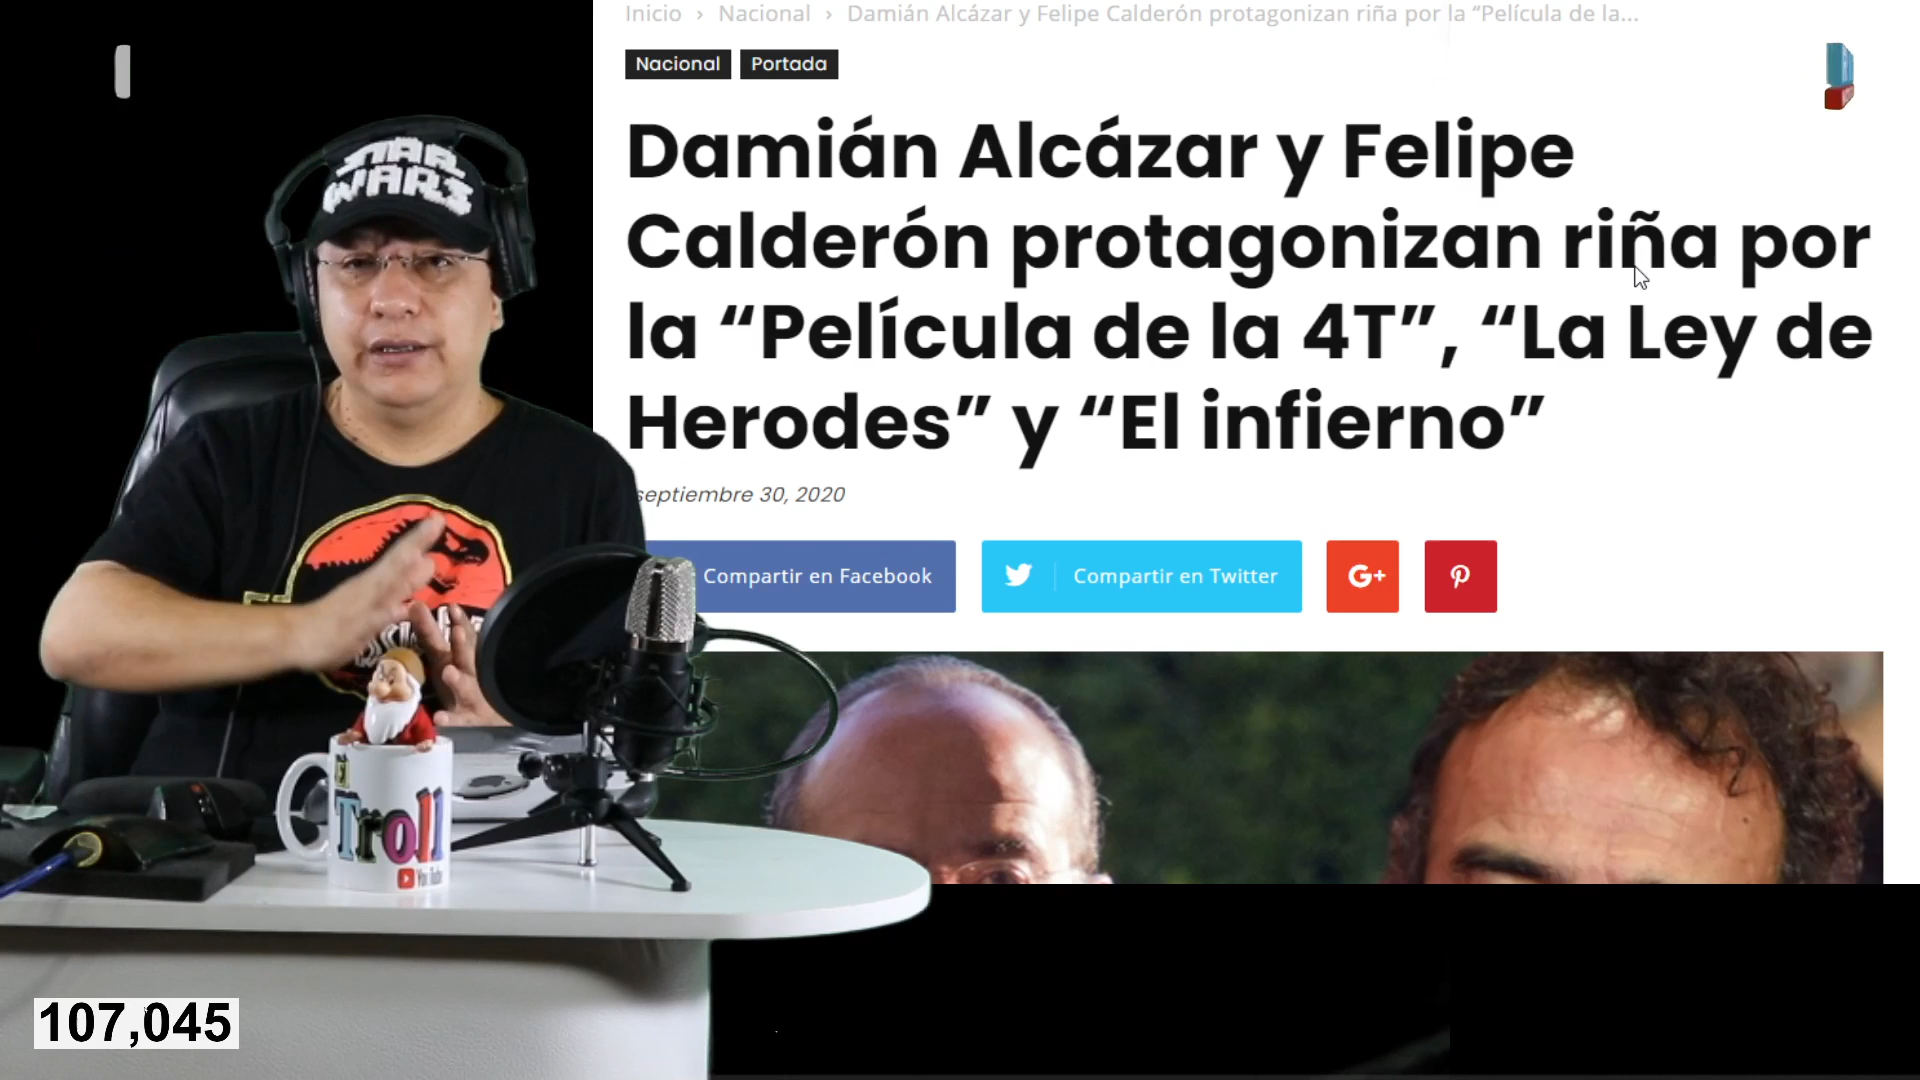 Inicio › Nacional › Damián Alcázar y Felipe Calderón protagonizan riña por la “Película de la...
Nacional
Portada
Damián Alcázar y Felipe
Calderón protagonizan riña por
la “Película de la 4T”, “La Ley de
Herodes” y “El infierno”
septiembre 30, 2020
Compartir en Facebook
Compartir en Twitter
G+
STAR
WARS
Troll
YouTube
107,045